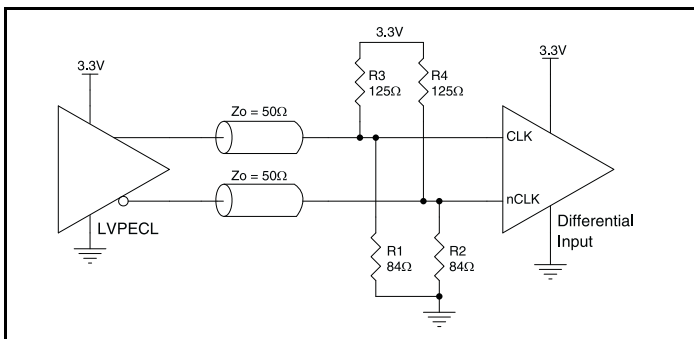 3.3V
3.3V
3.3V
R3
125Ω
R4
125Ω
Zo = 50Ω
CLK
Zo = 50Ω
nCLK
LVPECL
Differential
Input
R1
84Ω
R2
84Ω